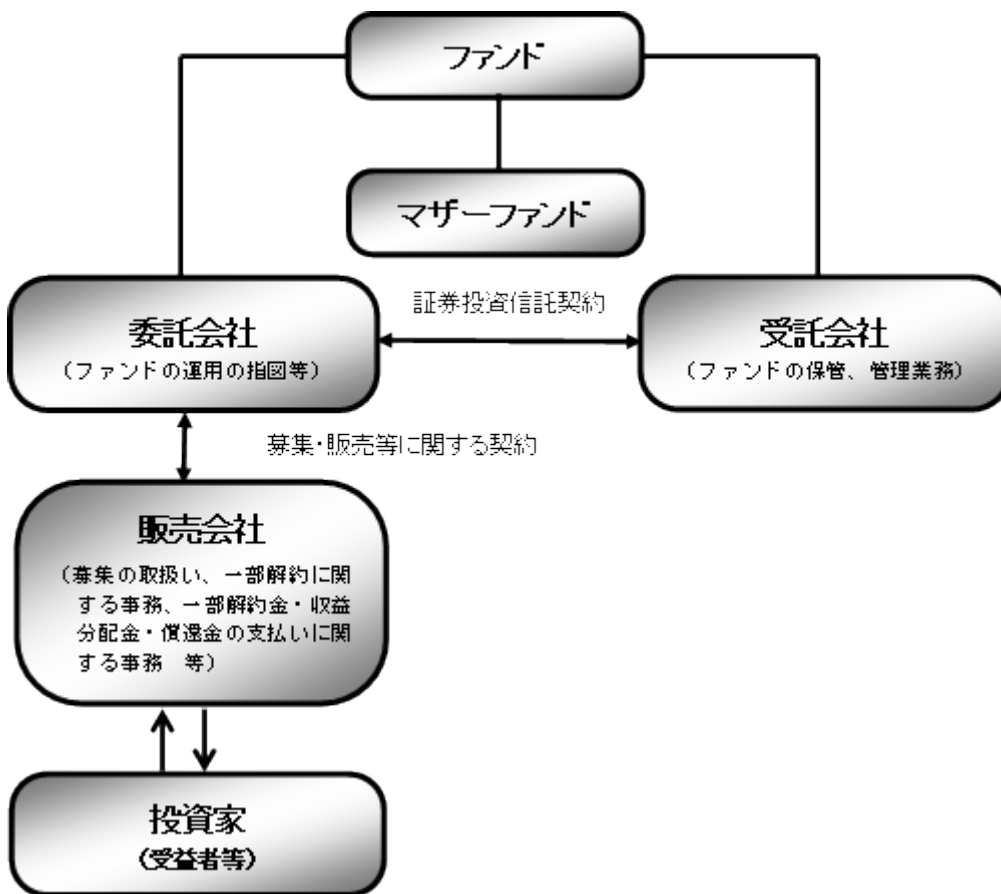 ファンド
マザーファンド
証券投資信託契約
委託会社
（ファンドの運用の指図等）
受託会社
（ファンドの保管、管理業務）
募集・販売等に関する契約
販売会社
（募集の取扱い、一部解約に関
する事務、一部解約金・収益
分配金・償還金の支払いに関
する事務　等）
投資家
（受益者等）